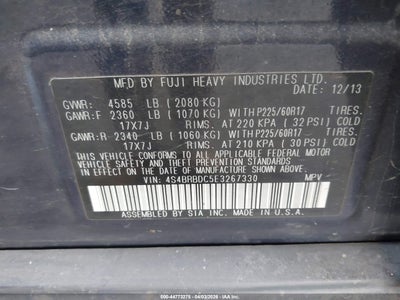 MFD. BY FUJI HEAVY INDUSTRIES LTD.
DATE: 12/13
GVWR: 4585 LB (2080 KG)
GAWR:F 2360 LB (1070 KG) WITH P225/60R17 TIRES.
17X7J RIMS. AT 220 KPA (32 PSI) COLD.
GAWR:R 2340 LB (1060 KG) WITH P225/60R17 TIRES.
17X7J RIMS. AT 210 KPA (30 PSI) COLD.
THIS VEHICLE CONFORMS TO ALL APPLICABLE FEDERAL MOTOR
VEHICLE SAFETY STANDARDS IN EFFECT ON THE DATE OF
MANUFACTURE SHOWN ABOVE.
VIN: 4S4BRBDC5E3267330 MPV
ASSEMBLED BY SIA INC. MADE IN U.S.A.